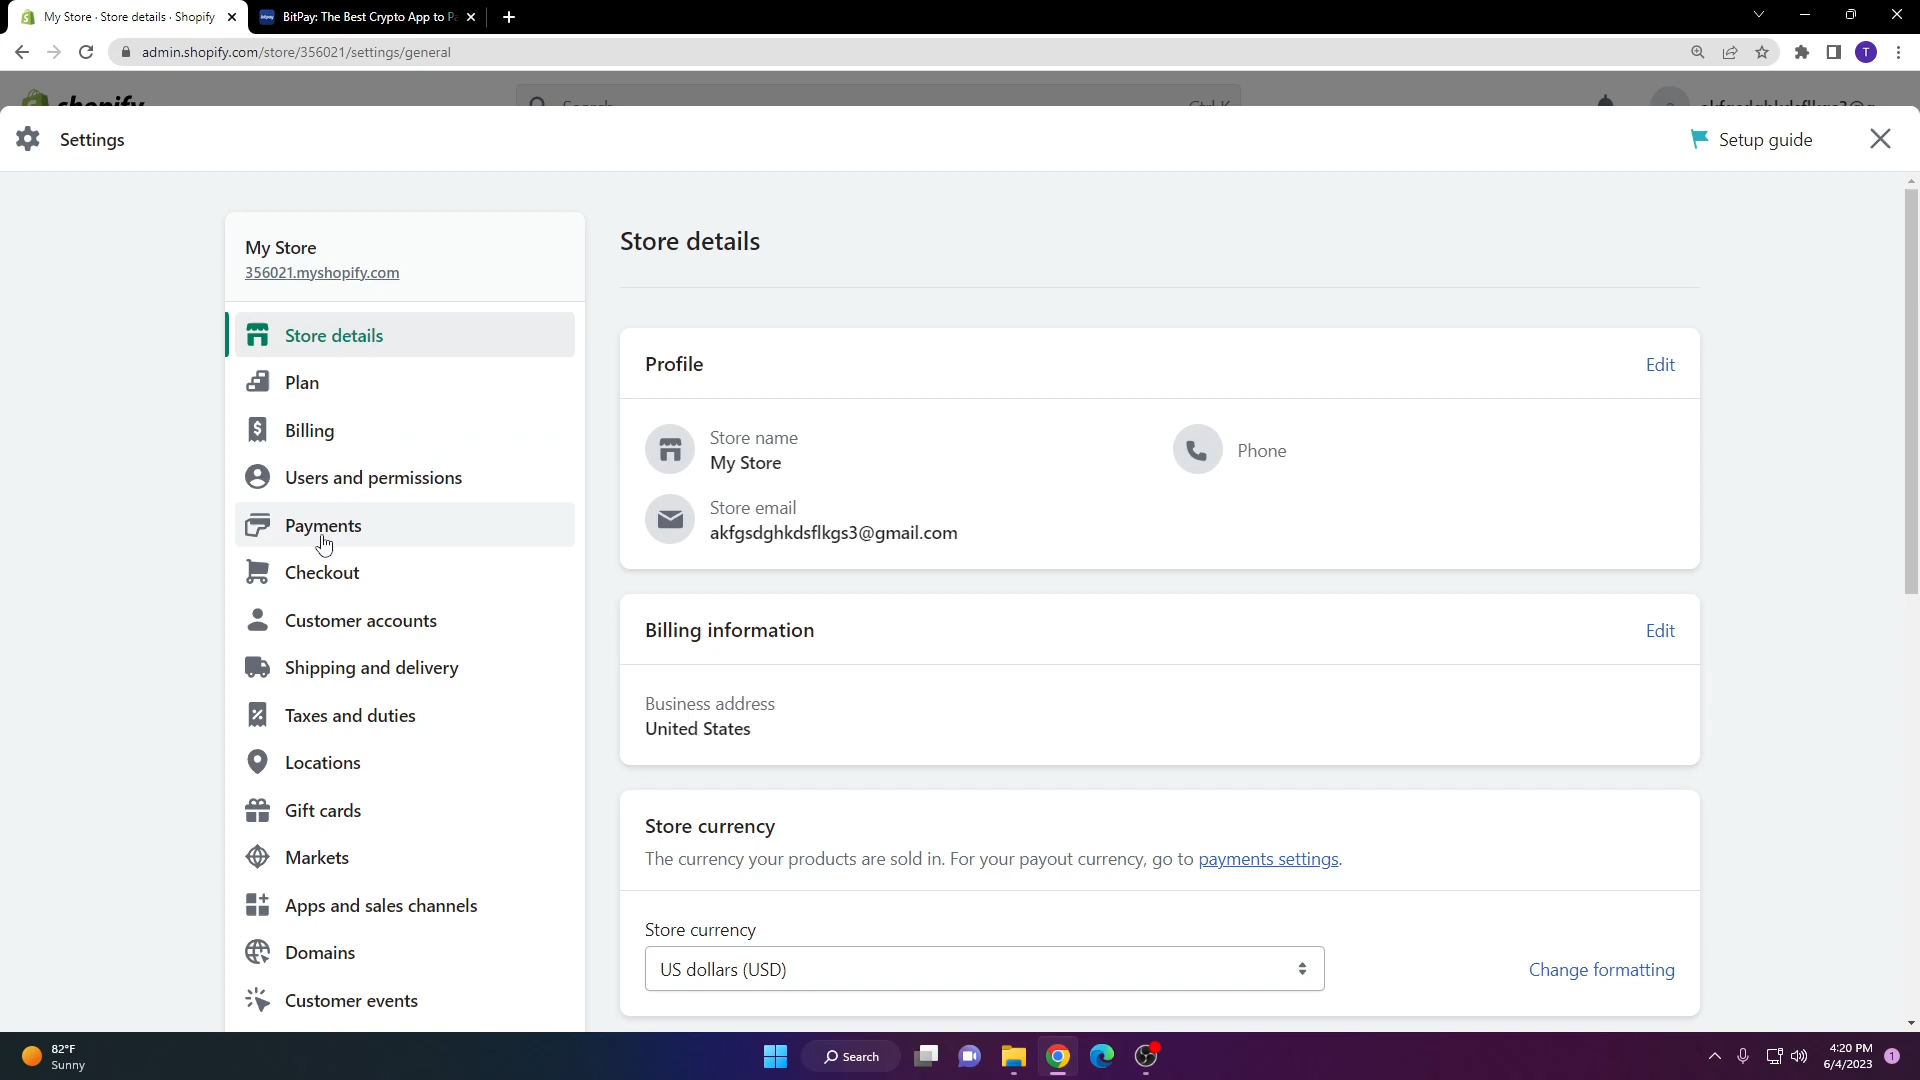 My Store · Store details · Shopify
BitPay: The Best Crypto App to Pa
admin.shopify.com/store/356021/settings/general
T
shopify
Search
Ctrl K
Settings
Setup guide
My Store
356021.myshopify.com
Store details
Plan
Billing
Users and permissions
Payments
Checkout
Customer accounts
Shipping and delivery
Taxes and duties
Locations
Gift cards
Markets
Apps and sales channels
Domains
Customer events
Store details
Profile
Edit
Store name
My Store
Phone
Store email
akfgsdghkdsflkgs3@gmail.com
Billing information
Edit
Business address
United States
Store currency
The currency your products are sold in. For your payout currency, go to payments settings.
Store currency
US dollars (USD)
Change formatting
82°F
Sunny
Search
4:20 PM
6/4/2023
1